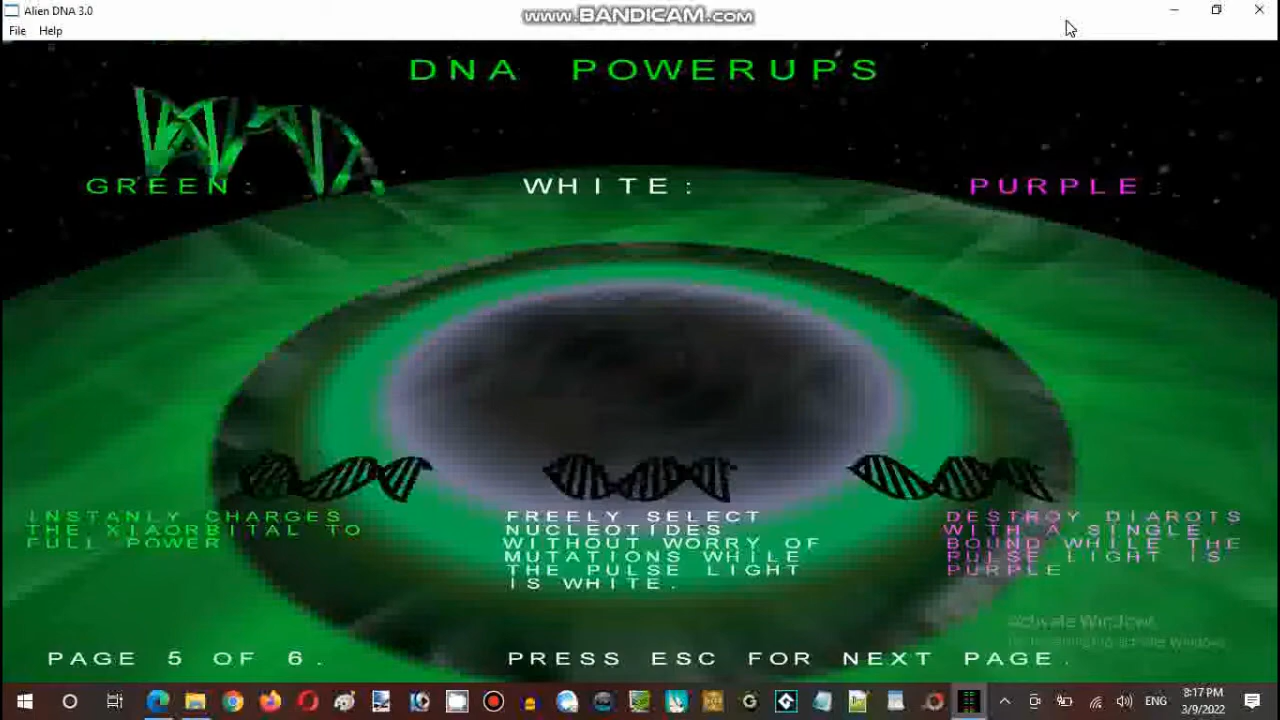 Alien DNA 3.0
WWW.BANDICAM.COM
File Help
DNA POWERUPS
GREEN:
WHITE:
PURPLE:
INSTANLY CHARGES
THE XIAORBITAL TO
FULL POWER
FREELY SELECT
NUCLEOTIDES
WITHOUT WORRY OF
MUTATIONS WHILE
THE PULSE LIGHT
IS WHITE.
DESTROY DIAROTS
WITH A SINGLE
BOUND WHILE THE
PULSE LIGHT IS
PURPLE
Activate Windows
PAGE 5 OF 6.
PRESS ESC FOR NEXT PAGE.
ENG
8:17 PM
3/9/2022